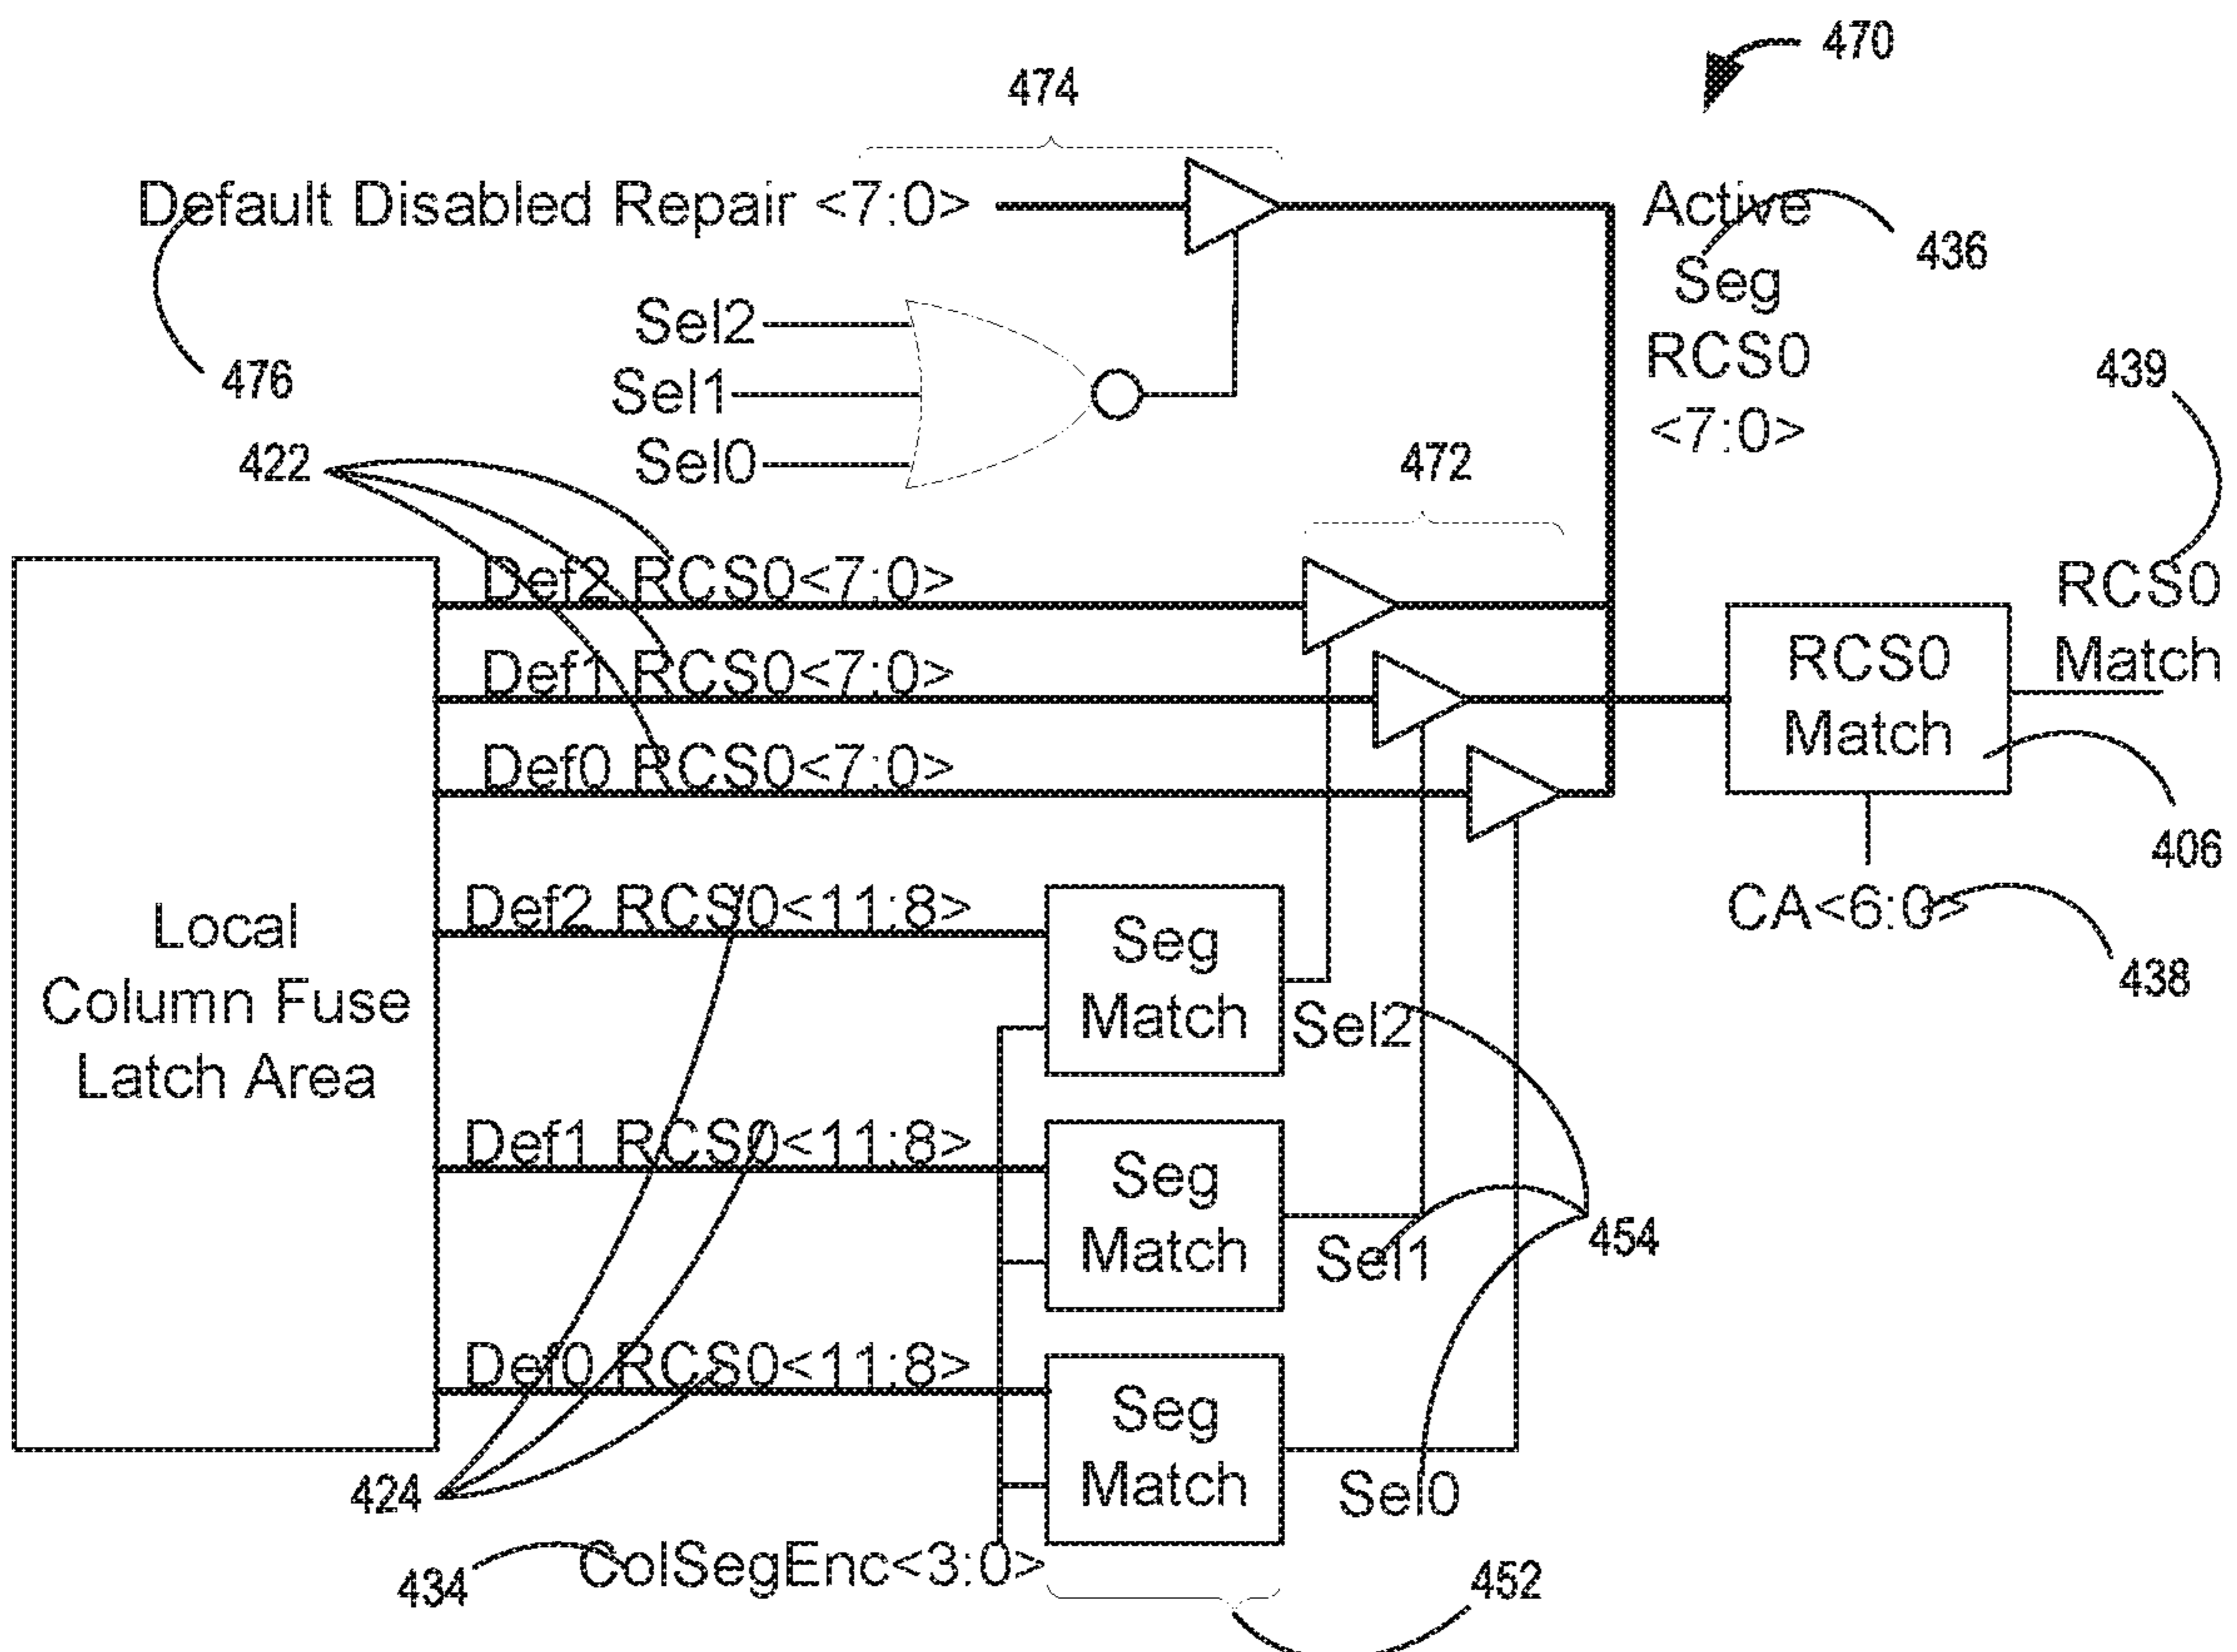 470
474
Default Disabled Repair <7:0>
Active
Seg
RCS0
<7:0>
436
Sel2
Sel1
Sel0
476
439
422
472
Def2 RCS0<7:0>
Def1 RCS0<7:0>
Def0 RCS0<7:0>
RCS0
Match
RCS0
Match
406
CA<6:0>
438
Local
Column Fuse
Latch Area
Def2 RCS0<11:8>
Seg
Match
Sel2
Def1 RCS0<11:8>
Seg
Match
Sel1
454
Def0 RCS0<11:8>
Seg
Match
Sel0
424
434
ColSegEnc<3:0>
452